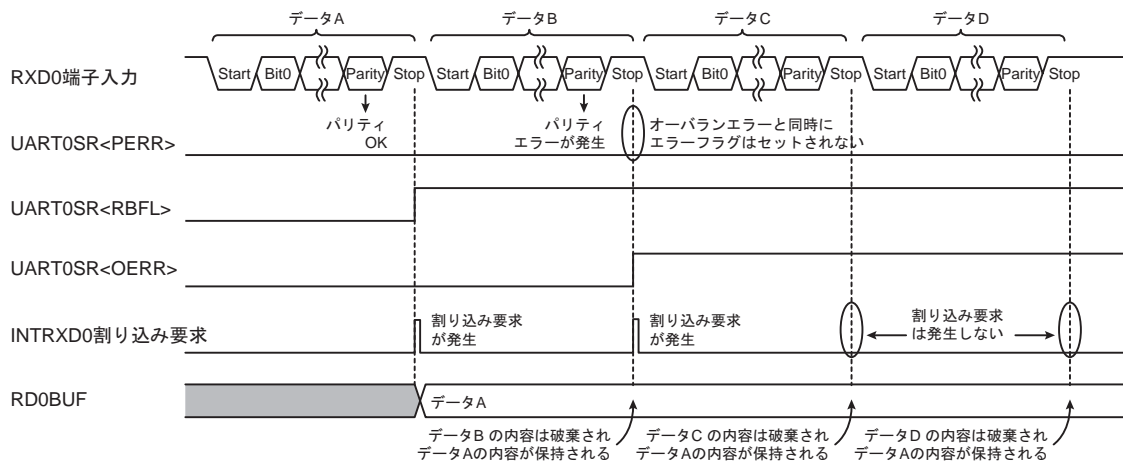 データA データB データC データD
RXD0端子入力 Start Bit0 Parity Stop Start Bit0 Parity Stop Start Bit0 Parity Stop Start Bit0 Parity Stop
パリティ
OK
パリティ
エラーが発生
オーバランエラーと同時に
エラーフラグはセットされない
UART0SR<PERR>
UART0SR<RBFL>
UART0SR<OERR>
INTRXD0割り込み要求
割り込み要求
が発生
割り込み要求
が発生
割り込み要求
は発生しない
RD0BUF データA
データB の内容は破棄され
データAの内容が保持される
データC の内容は破棄され
データAの内容が保持される
データD の内容は破棄され
データAの内容が保持される